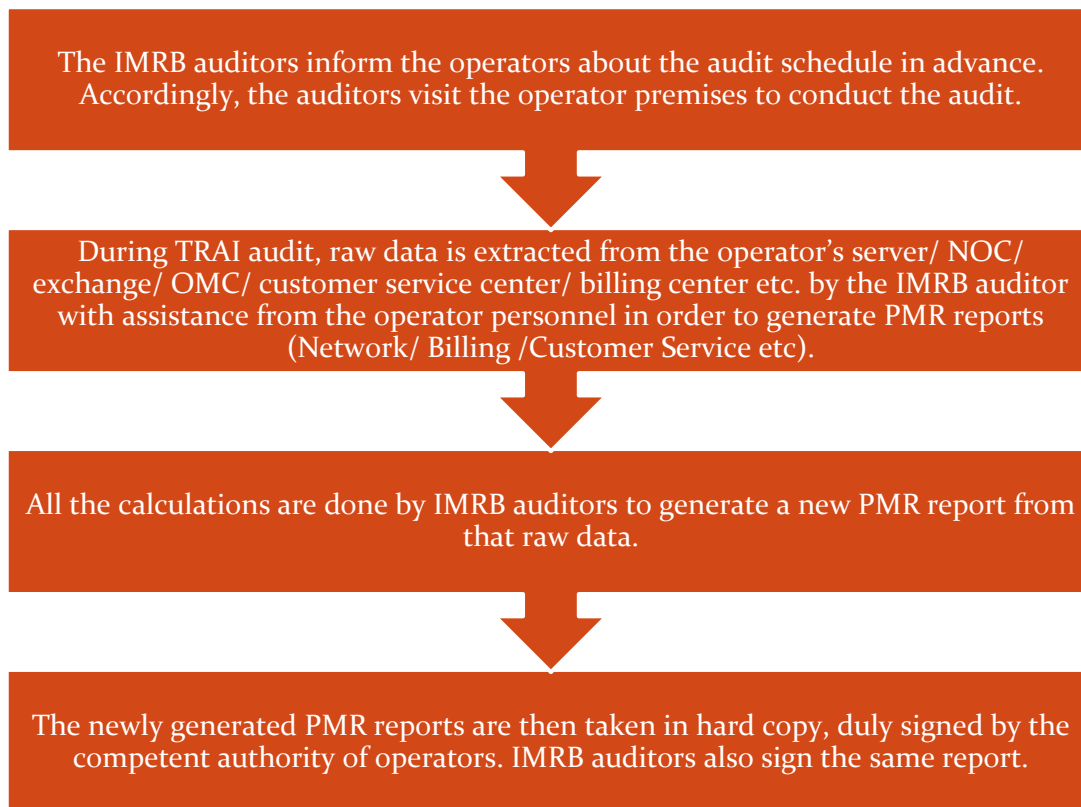 The IMRB auditors inform the operators about the audit schedule in advance.
Accordingly, the auditors visit the operator premises to conduct the audit.
During TRAI audit, raw data is extracted from the operator’s server/ NOC/
exchange/ OMC/ customer service center/ billing center etc. by the IMRB auditor
with assistance from the operator personnel in order to generate PMR reports
(Network/ Billing /Customer Service etc).
All the calculations are done by IMRB auditors to generate a new PMR report from
that raw data.
The newly generated PMR reports are then taken in hard copy, duly signed by the
competent authority of operators. IMRB auditors also sign the same report.